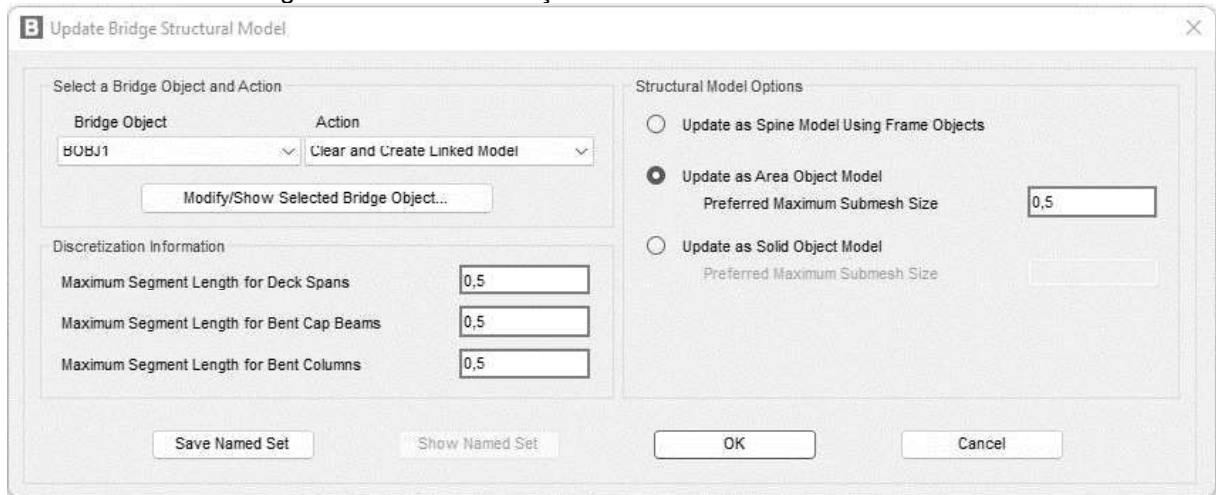 B Update Bridge Structural Model
Select a Bridge Object and Action
Bridge Object Action
BOBJ1 Clear and Create Linked Model
Modify/Show Selected Bridge Object...
Discretization Information
Maximum Segment Length for Deck Spans 0,5
Maximum Segment Length for Bent Cap Beams 0,5
Maximum Segment Length for Bent Columns 0,5
Structural Model Options
Update as Spine Model Using Frame Objects
Update as Area Object Model
Preferred Maximum Submesh Size 0,5
Update as Solid Object Model
Preferred Maximum Submesh Size
Save Named Set Show Named Set OK Cancel